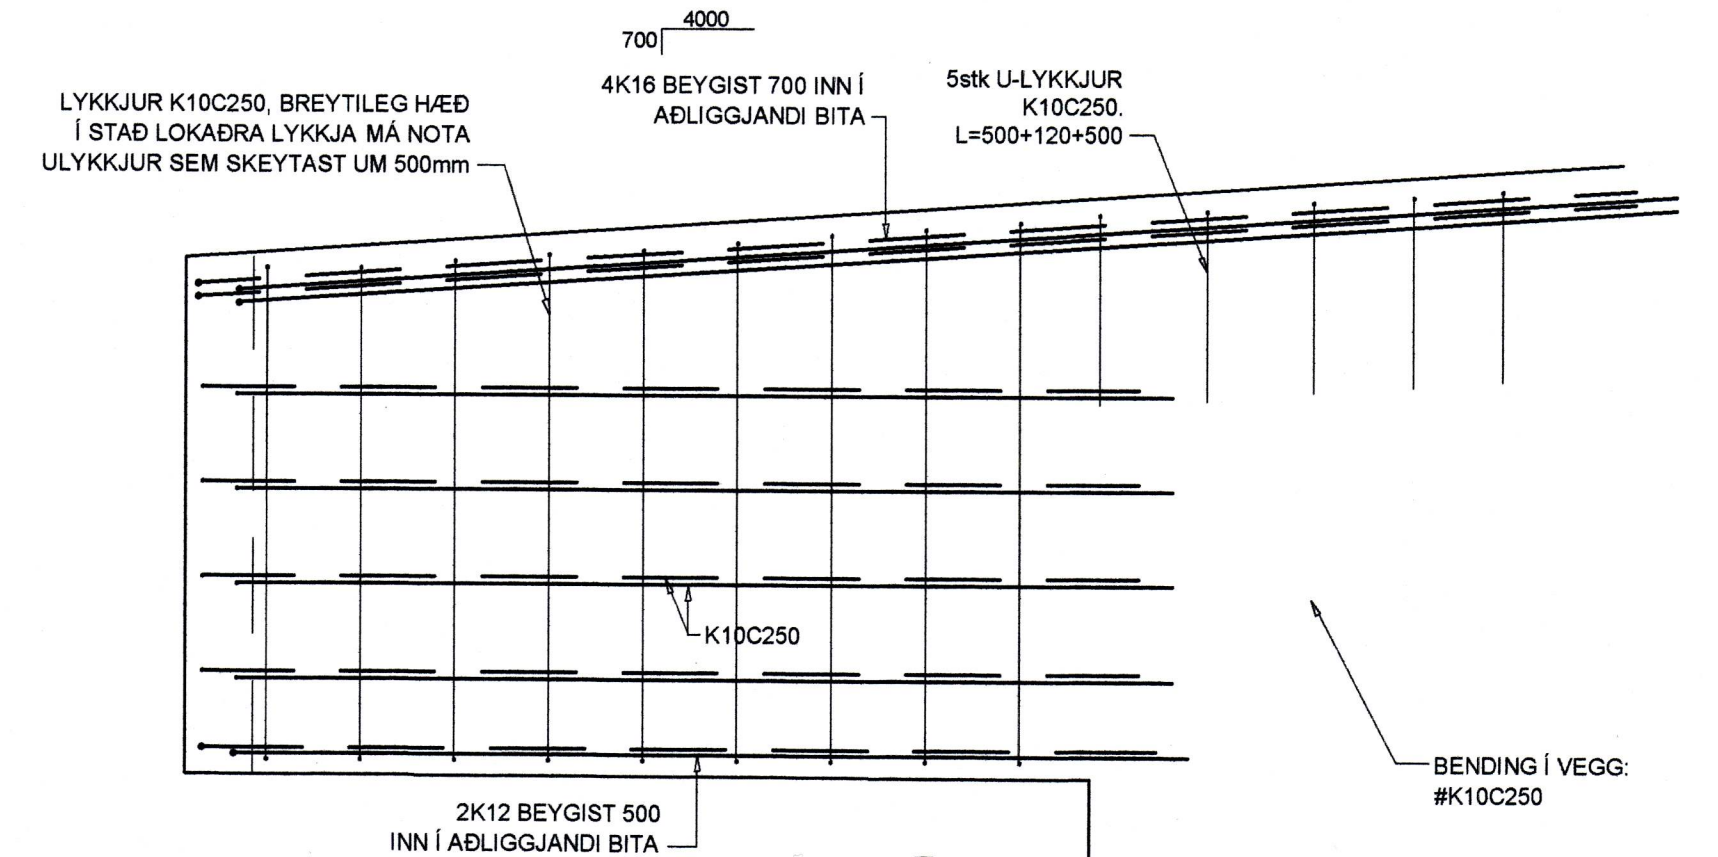 4000
700
LYKKJUR K10C250, BREYTILEG HÆÐ
Í STAÐ LOKAÐRA LYKKJA MÁ NOTA
ULYKKJUR SEM SKEYTAST UM 500mm
4K16 BEYGIST 700 INN Í
AÐLIGGJANDI BITA
5stk U-LYKKJUR
K10C250.
L=500+120+500
K10C250
2K12 BEYGIST 500
INN Í AÐLIGGJANDI BITA
BENDING Í VEGG:
#K10C250